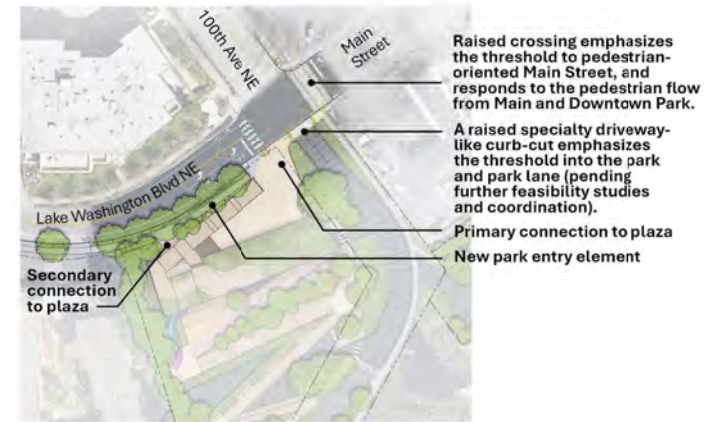 100th Ave NE
Main
Street
Lake Washington Blvd NE
Secondary
connection
to plaza
Raised crossing emphasizes
the threshold to pedestrian-
oriented Main Street, and
responds to the pedestrian flow
from Main and Downtown Park.
A raised specialty driveway-
like curb-cut emphasizes
the threshold into the park
and park lane (pending
further feasibility studies
and coordination).
Primary connection to plaza
New park entry element